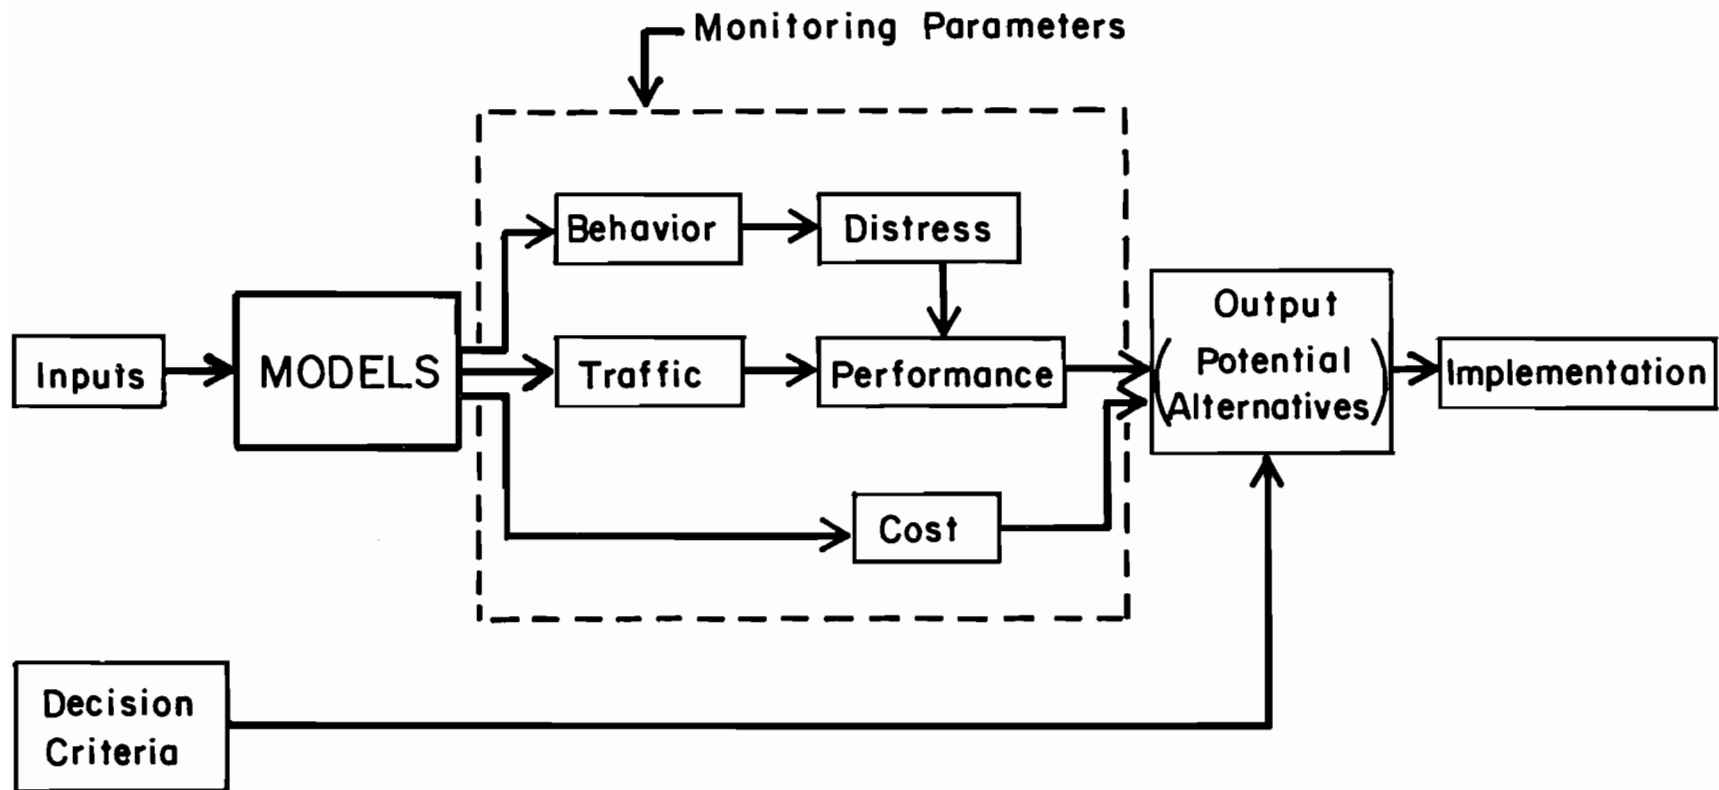 Monitoring Parameters
Behavior
Distress
Inputs
MODELS
Traffic
Performance
Output
(Potential
Alternatives)
Implementation
Cost
Decision
Criteria